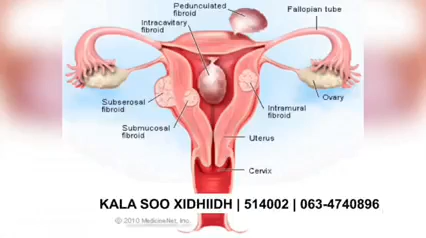 Pedunculated
fibroid
Fallopian tube
Intracavitary
fibroid
Ovary
Subserosal
fibroid
Intramural
fibroid
Submucosal
fibroid
Uterus
Cervix
KALA SOO XIDHIIDH | 514002 | 063-4740896
© 2010 MedicineNet, Inc.